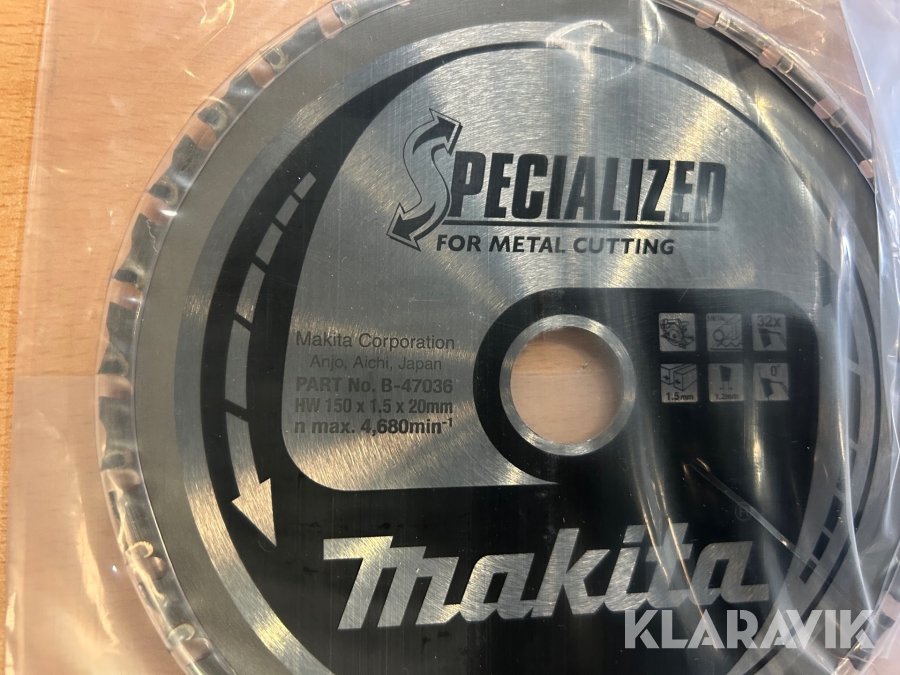 SPECIALIZED
FOR METAL CUTTING
Makita Corporation
Anjo, Aichi, Japan
PART No. B-47036
HW 150 x 1.5 x 20mm
n max. 4,680min⁻¹
32x
1.5mm
1.2mm
0°
makita®
KLARAVIK